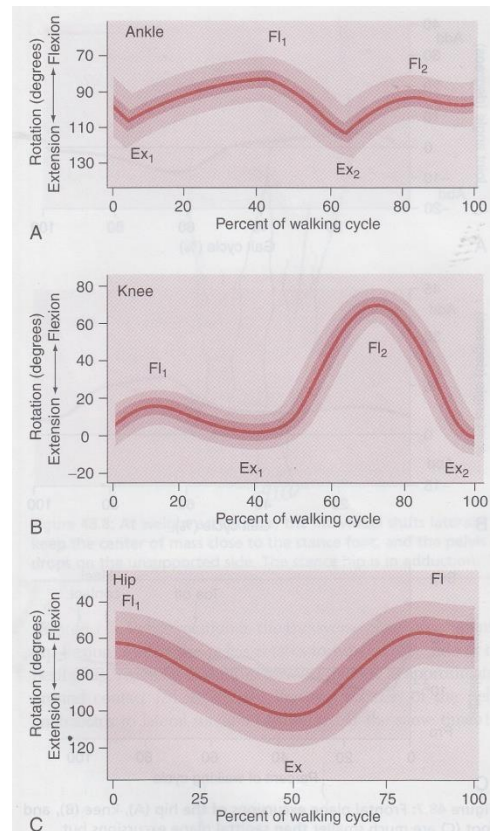 Ankle
Fl₁
Fl₂
Ex₁
Ex₂
Rotation (degrees)
Extension ↔ Flexion
70
90
110
130
0 20 40 60 80 100
Percent of walking cycle
A
Knee
Fl₁
Fl₂
Ex₁
Ex₂
Rotation (degrees)
Extension ↔ Flexion
80
60
40
20
0
−20
0 20 40 60 80 100
Percent of walking cycle
B
Hip
Fl₁
Fl
Ex
Rotation (degrees)
Extension ↔ Flexion
40
60
80
100
120
0 25 50 75 100
Percent of walking cycle
C